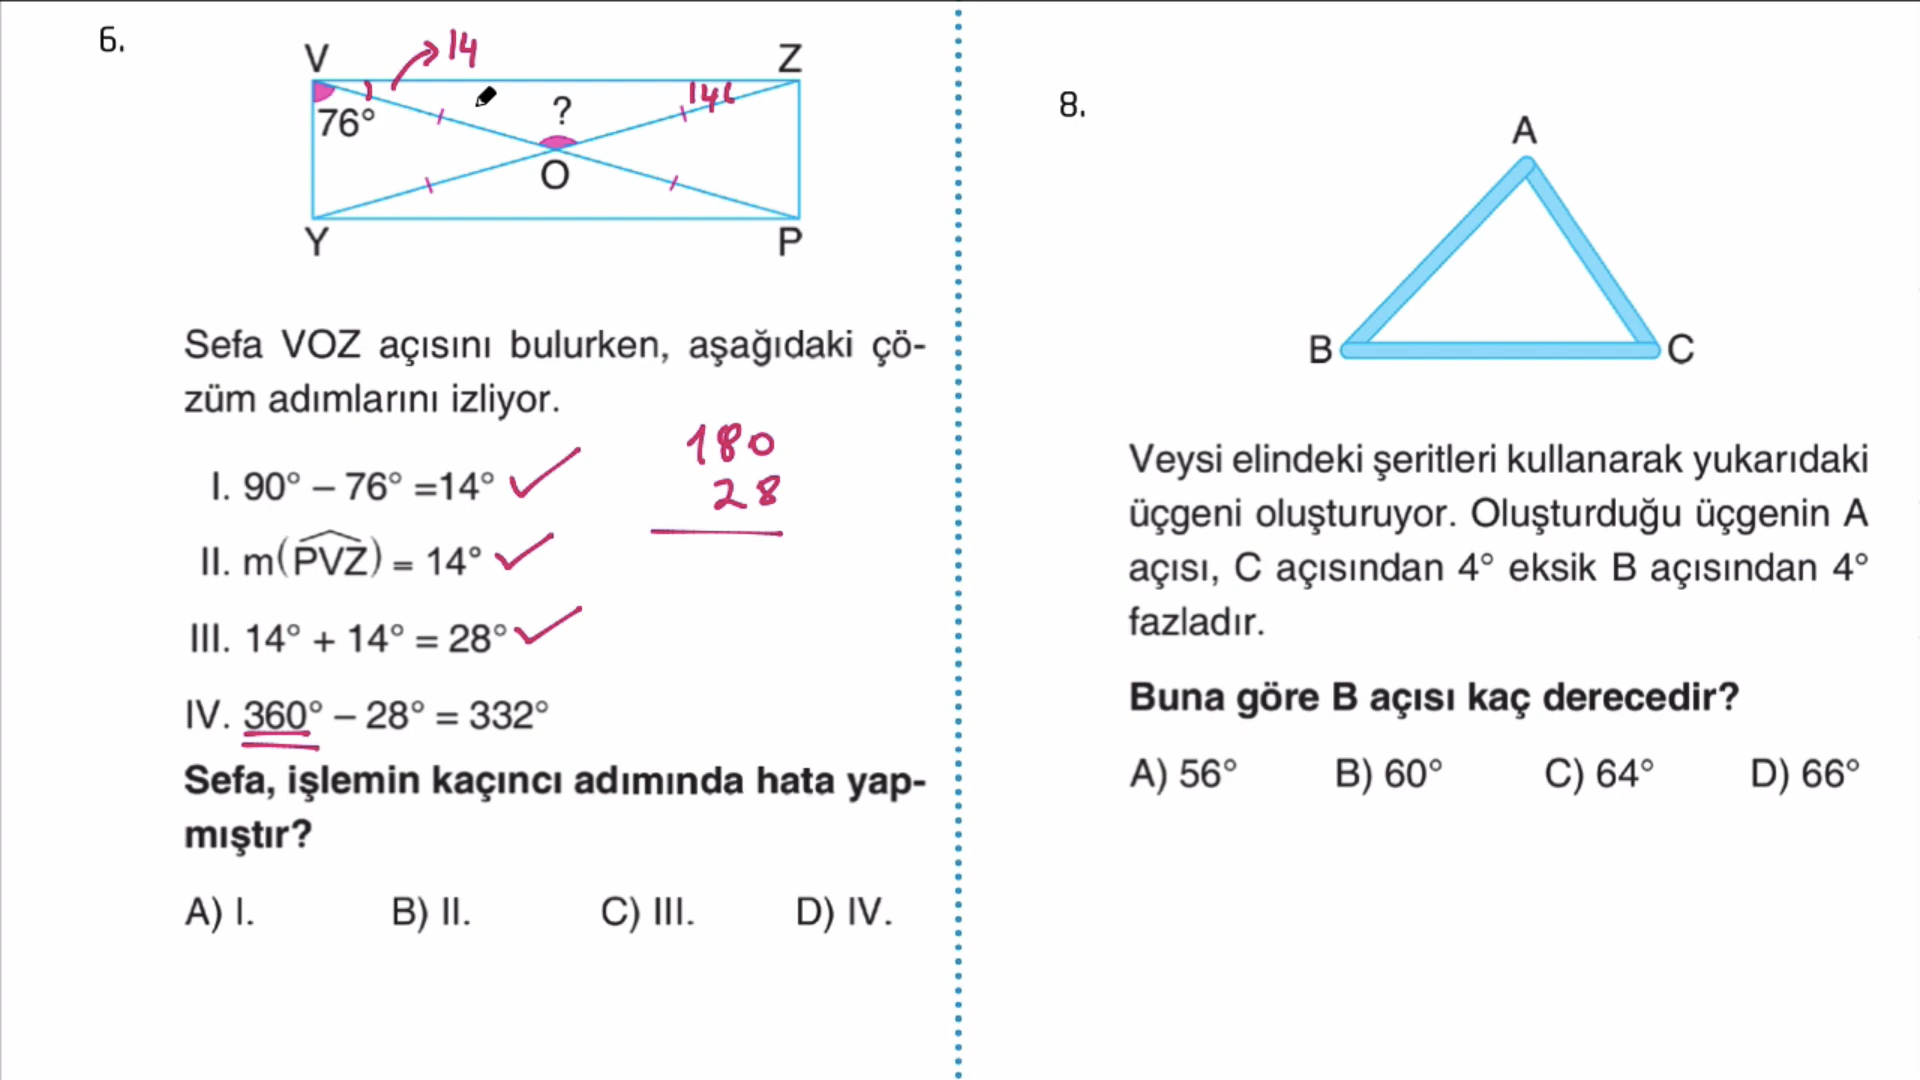 6.
V
14
Z
76°
?
14
O
Y
P
Sefa VOZ açısını bulurken, aşağıdaki çö-
züm adımlarını izliyor.
I. 90° – 76° =14°
II. m(PVZ) = 14°
III. 14° + 14° = 28°
IV. 360° – 28° = 332°
180
28
Sefa, işlemin kaçıncı adımında hata yap-
mıştır?
A) I. B) II. C) III. D) IV.
8.
A
B
C
Veysi elindeki şeritleri kullanarak yukarıdaki
üçgeni oluşturuyor. Oluşturduğu üçgenin A
açısı, C açısından 4° eksik B açısından 4°
fazladır.
Buna göre B açısı kaç derecedir?
A) 56° B) 60° C) 64° D) 66°